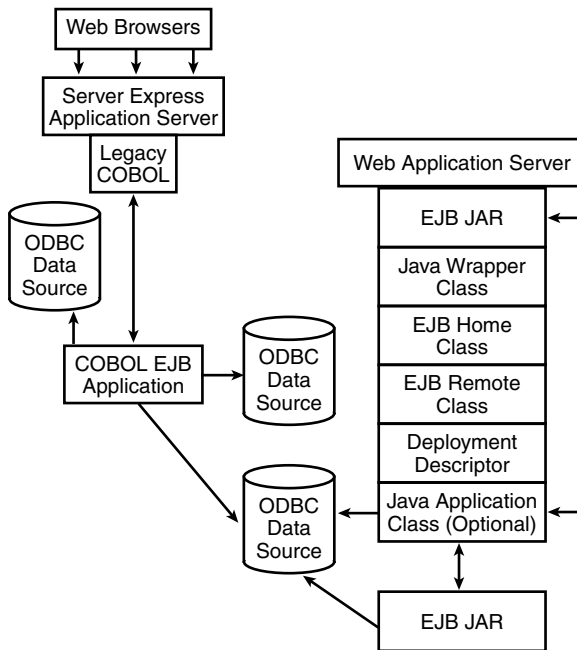 Web Browsers
Server Express
Application Server
Legacy
COBOL
ODBC
Data
Source
COBOL EJB
Application
ODBC
Data
Source
ODBC
Data
Source
Web Application Server
EJB JAR
Java Wrapper
Class
EJB Home
Class
EJB Remote
Class
Deployment
Descriptor
Java Application
Class (Optional)
EJB JAR